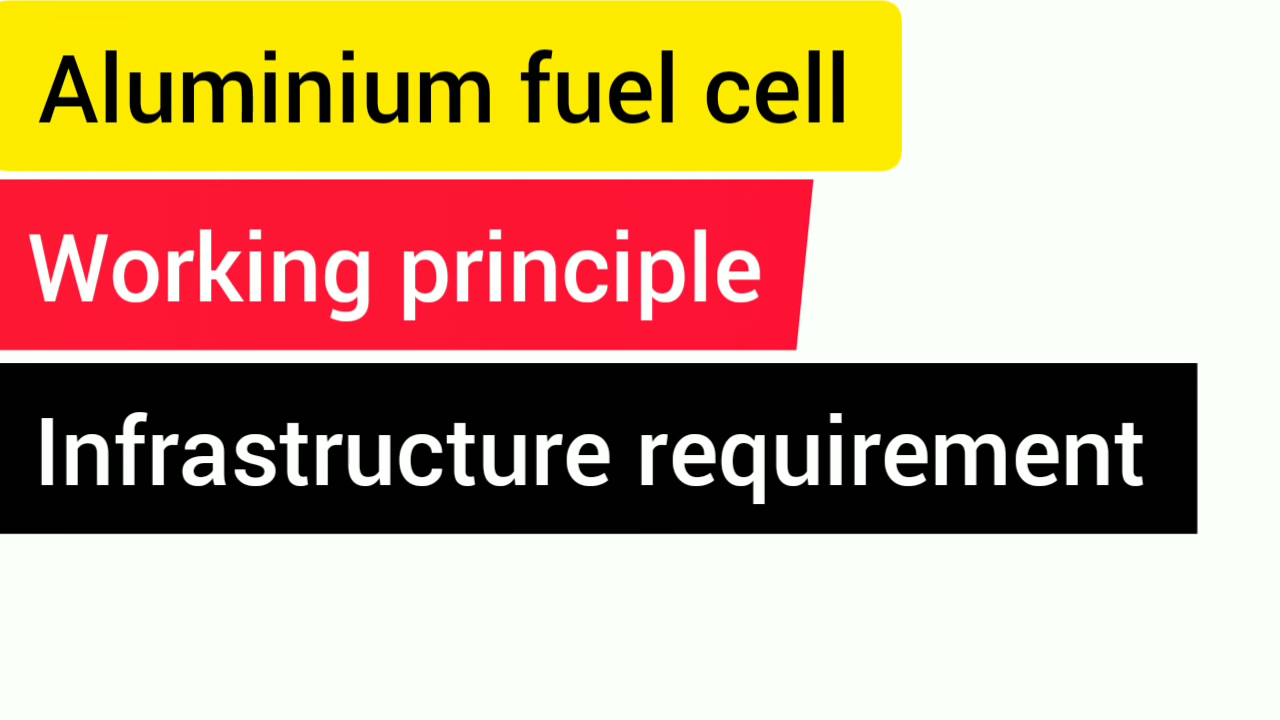 Aluminium fuel cell
Working principle
Infrastructure requirement